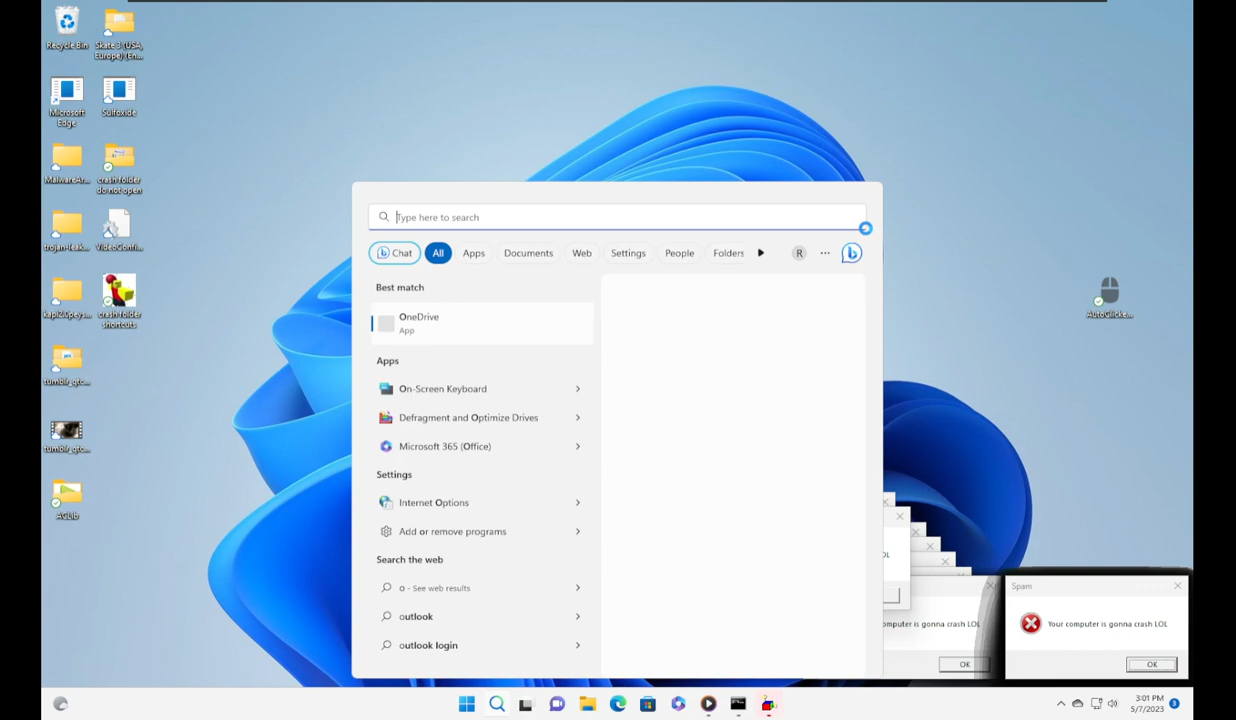 Recycle Bin
Skate 3 (USA,
Europe) (En...
Microsoft
Edge
Sulfoxide
MalwareAr...
crash folder
do not open
trojan-leak...
VideoConfi...
crash folder
shortcuts
tumblr_qtc...
tumblr_qtc...
AGLib
Type here to search
Chat
All
Apps
Documents
Web
Settings
People
Folders
R
...
Best match
OneDrive
App
Apps
On-Screen Keyboard
Defragment and Optimize Drives
Microsoft 365 (Office)
Settings
Internet Options
Add or remove programs
Search the web
o - See web results
outlook
outlook login
AutoClicke...
OL
omputer is gonna crash LOL
OK
Spam
Your computer is gonna crash LOL
OK
3:01 PM
5/7/2023
3